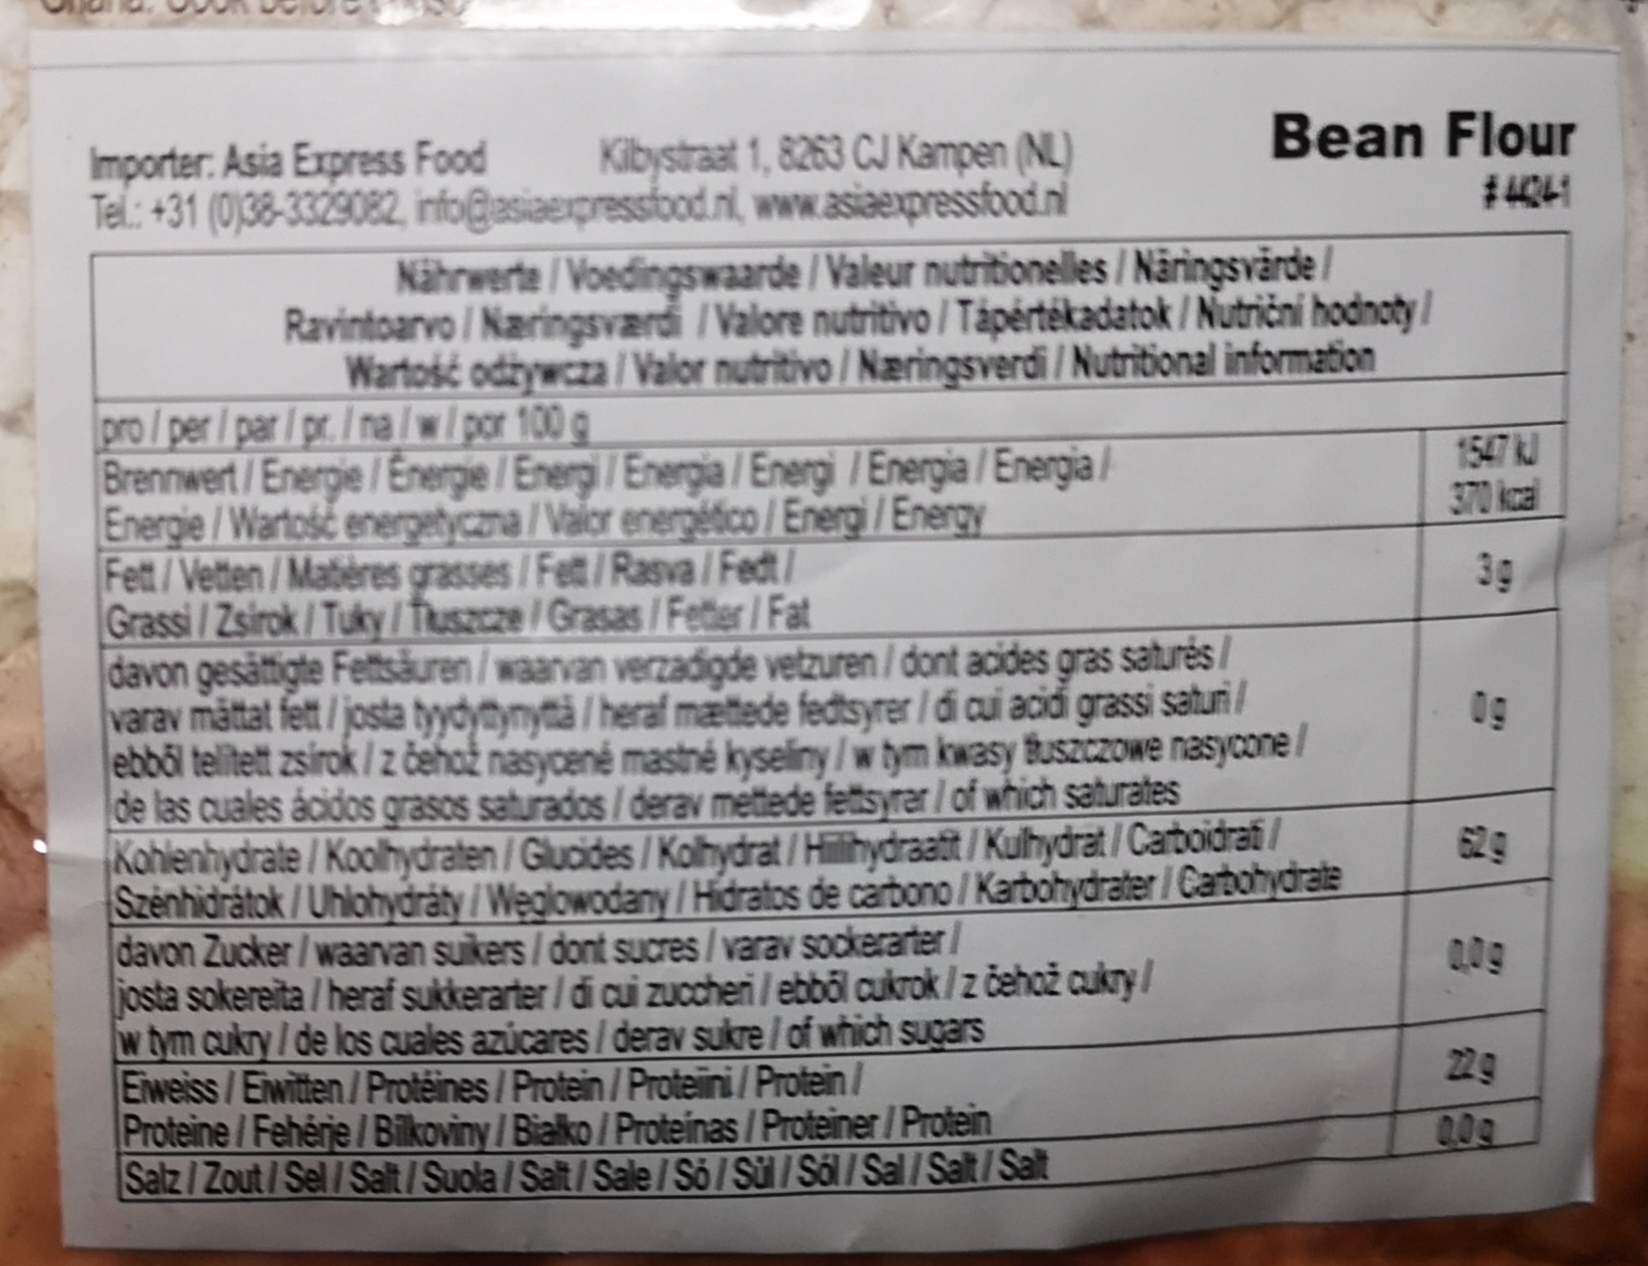 Ghana. Cook before
Bean Flour
# 4424-1
Importer: Asia Express Food Kilbystraat 1, 8263 CJ Kampen (NL)
Tel.: +31 (0)38-3329082, info@asiaexpressfood.nl, www.asiaexpressfood.nl
Nährwerte / Voedingswaarde / Valeur nutritionelles / Näringsvärde /
Ravintoarvo / Næringsværdi / Valore nutritivo / Tápértékadatok / Nutriční hodnoty /
Wartość odżywcza / Valor nutritivo / Næringsverdi / Nutritional information
pro / per / par / pr. / na / w / por 100 g
Brennwert / Energie / Énergie / Energi / Energia / Energi / Energia / Energia /
Energie / Wartość energetyczna / Valor energético / Energi / Energy
1547 kJ
370 kcal
Fett / Vetten / Matières grasses / Fett / Rasva / Fedt /
Grassi / Zsírok / Tuky / Tłuszcze / Grasas / Fetter / Fat
3 g
davon gesättigte Fettsäuren / waarvan verzadigde vetzuren / dont acides gras saturés /
varav mättat fett / josta tyydyttynyttä / heraf mættede fedtsyrer / di cui acidi grassi saturi /
ebből telített zsírok / z čehož nasycené mastné kyseliny / w tym kwasy tłuszczowe nasycone /
de las cuales ácidos grasos saturados / derav mettede fettsyrer / of which saturates
0 g
Kohlenhydrate / Koolhydraten / Glucides / Kolhydrat / Hiilihydraatit / Kulhydrat / Carboidrati /
Szénhidrátok / Uhlohydráty / Węglowodany / Hidratos de carbono / Karbohydrater / Carbohydrate
62 g
davon Zucker / waarvan suikers / dont sucres / varav sockerarter /
josta sokereita / heraf sukkerarter / di cui zuccheri / ebből cukrok / z čehož cukry /
w tym cukry / de los cuales azúcares / derav sukre / of which sugars
0,0 g
Eiweiss / Eiwitten / Protéines / Protein / Proteiini / Protein /
Proteine / Fehérje / Bílkoviny / Białko / Proteínas / Proteiner / Protein
22 g
Salz / Zout / Sel / Salt / Suola / Salt / Sale / Só / Sůl / Sól / Sal / Salt / Salt
0,0 g